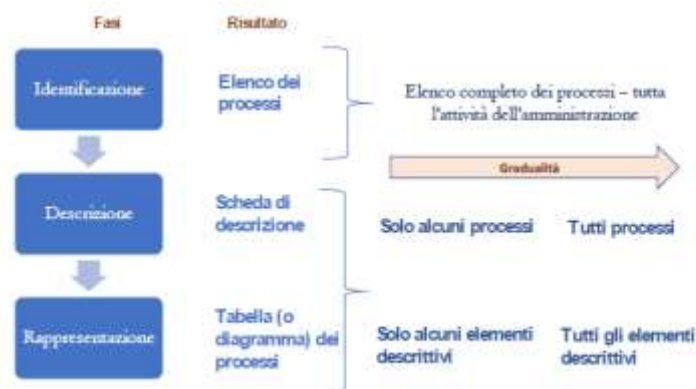 Fasi
Risultato
Identificazione
Elenco dei
processi
Elenco completo dei processi – tutta
l'attività dell'amministrazione
Gradualità
Descrizione
Scheda di
descrizione
Solo alcuni processi
Tutti processi
Rappresentazione
Tabella (o
diagramma) dei
processi
Solo alcuni elementi
descrittivi
Tutti gli elementi
descrittivi